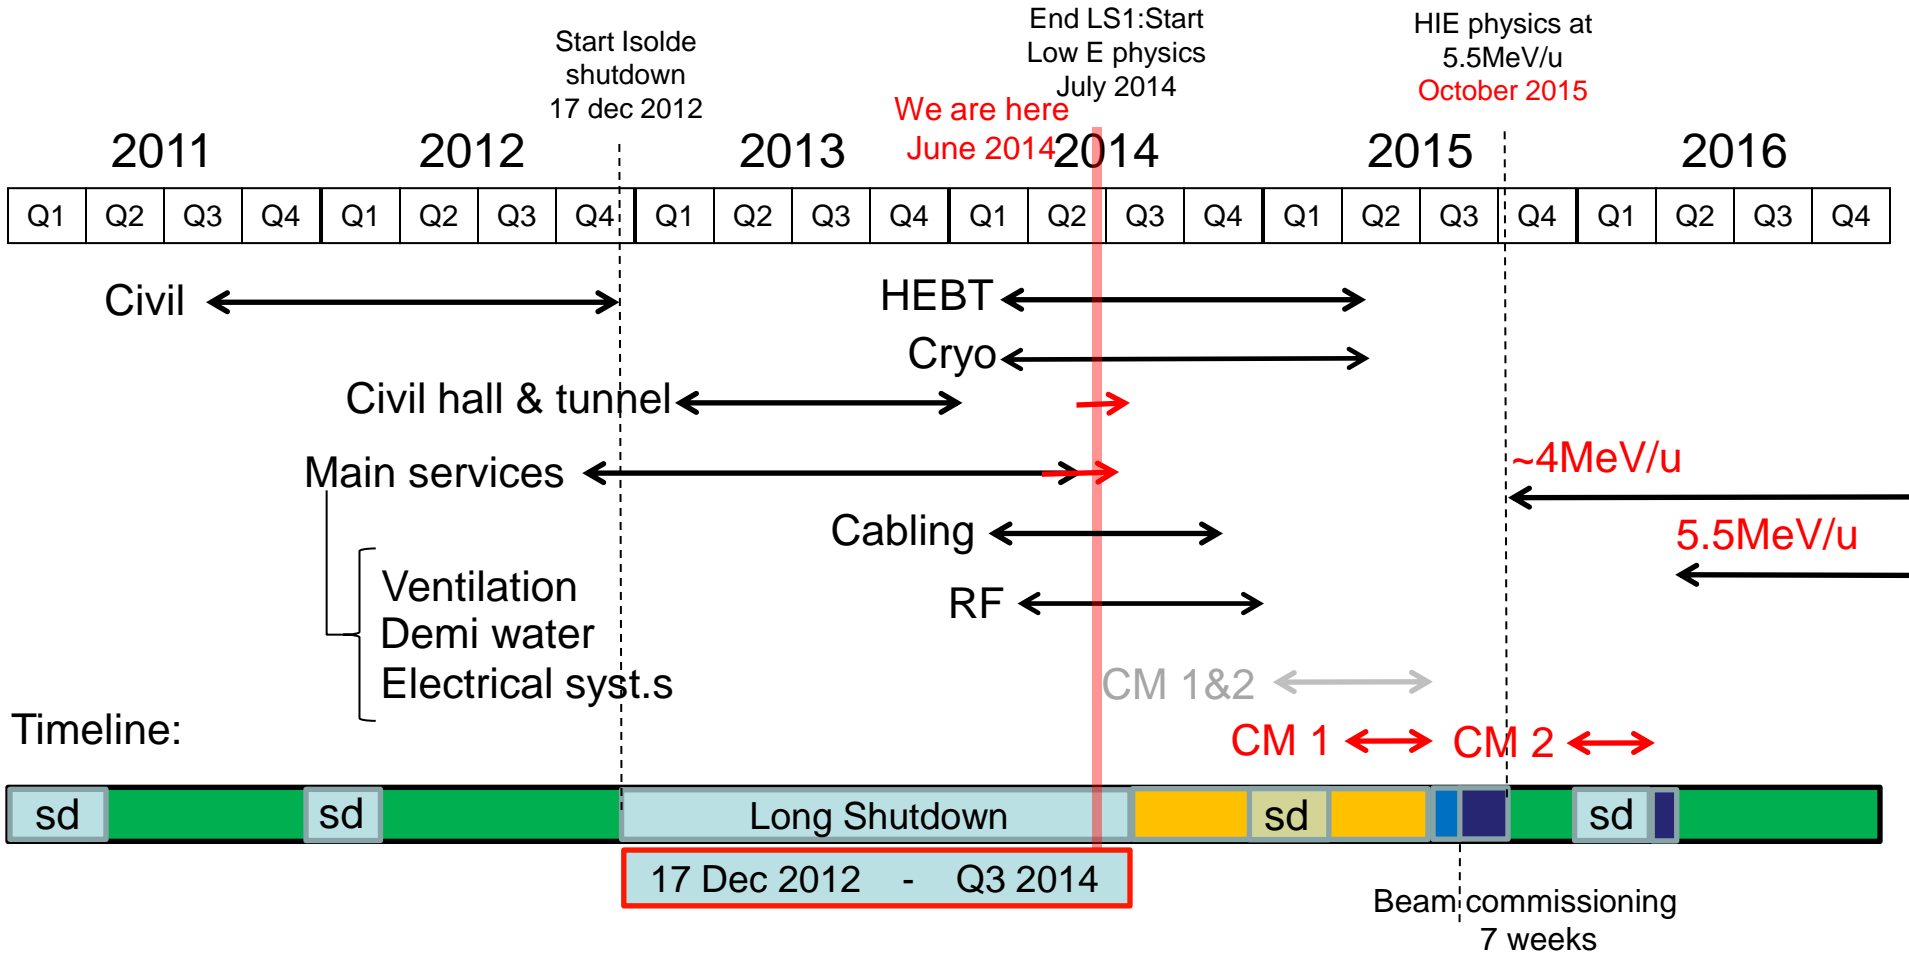 Start Isolde
shutdown
17 dec 2012
End LS1:Start
Low E physics
July 2014
HIE physics at
5.5MeV/u
October 2015
We are here
June 2014
2011 2012 2013 2014 2015 2016
Q1 Q2 Q3 Q4 Q1 Q2 Q3 Q4 Q1 Q2 Q3 Q4 Q1 Q2 Q3 Q4 Q1 Q2 Q3 Q4 Q1 Q2 Q3 Q4
Civil
HEBT
Cryo
Civil hall & tunnel
Main services
~4MeV/u
Cabling
5.5MeV/u
Ventilation
Demi water
Electrical syst.s
RF
CM 1&2
CM 1
CM 2
Timeline:
sd sd Long Shutdown sd sd
17 Dec 2012 - Q3 2014
Beam commissioning
7 weeks